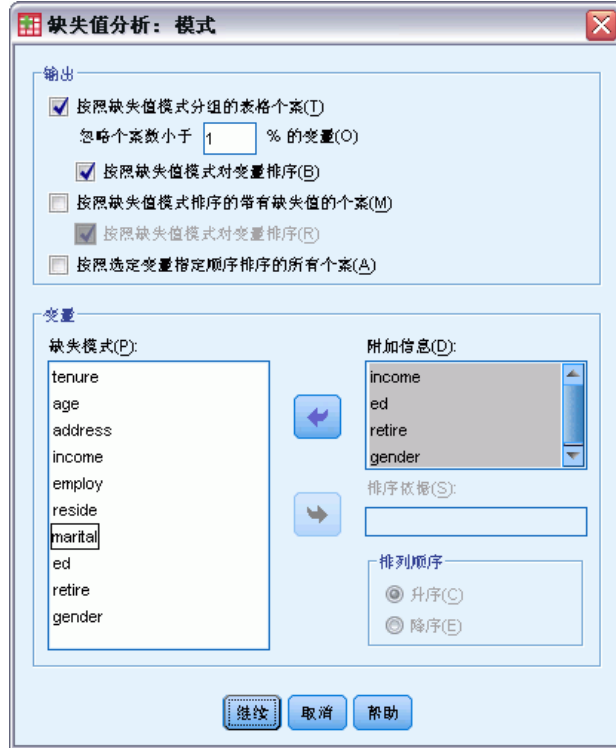 缺失值分析：模式
输出
按照缺失值模式分组的表格个案(T)
忽略个案数小于 1 % 的变量(O)
按照缺失值模式对变量排序(B)
按照缺失值模式排序的带有缺失值的个案(M)
按照缺失值模式对变量排序(R)
按照选定变量指定顺序排序的所有个案(A)
变量
缺失模式(P):
tenure
age
address
income
employ
reside
marital
ed
retire
gender
附加信息(D):
income
ed
retire
gender
排序依据(S):
排列顺序
升序(C)
降序(E)
继续
取消
帮助